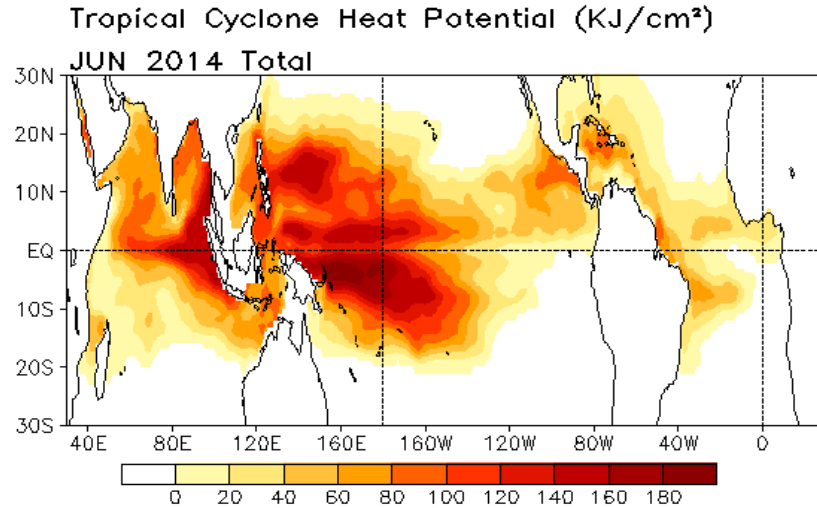 Tropical Cyclone Heat Potential (KJ/cm²)
JUN 2014 Total
30N
20N
10N
EQ
10S
20S
30S
40E 80E 120E 160E 160W 120W 80W 40W 0
0 20 40 60 80 100 120 140 160 180